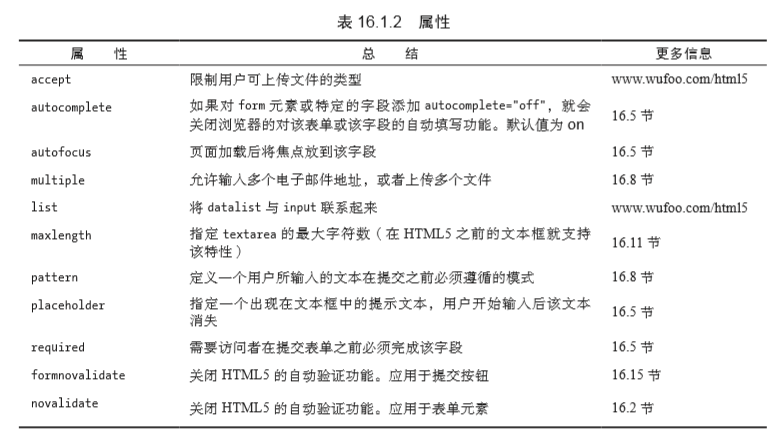 表 16.1.2 属性
属 性 总 结 更多信息
accept 限制用户可上传文件的类型 www.wufoo.com/html5
autocomplete 如果对 form 元素或特定的字段添加 autocomplete="off"，就会
关闭浏览器的对该表单或该字段的自动填写功能。默认值为 on 16.5 节
autofocus 页面加载后将焦点放到该字段 16.5 节
multiple 允许输入多个电子邮件地址，或者上传多个文件 16.8 节
list 将 datalist 与 input 联系起来 www.wufoo.com/html5
maxlength 指定 textarea 的最大字符数（在 HTML5 之前的文本框就支持
该特性） 16.11 节
pattern 定义一个用户所输入的文本在提交之前必须遵循的模式 16.8 节
placeholder 指定一个出现在文本框中的提示文本，用户开始输入后该文本
消失 16.5 节
required 需要访问者在提交表单之前必须完成该字段 16.5 节
formnovalidate 关闭 HTML5 的自动验证功能。应用于提交按钮 16.15 节
novalidate 关闭 HTML5 的自动验证功能。应用于表单元素 16.2 节